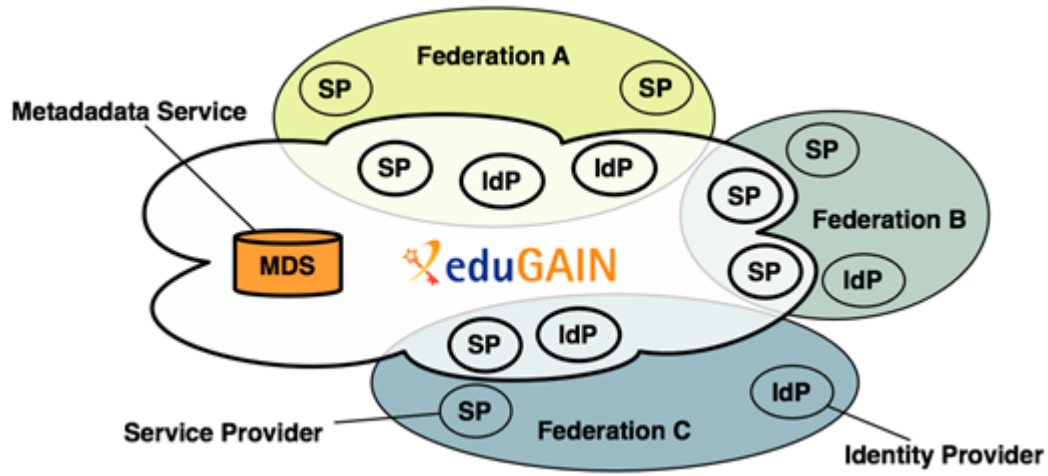 Federation A
SP
SP
Metadadata Service
SP
IdP
IdP
SP
SP
Federation B
MDS
eduGAIN
SP
IdP
SP
IdP
SP
IdP
Service Provider
Federation C
Identity Provider